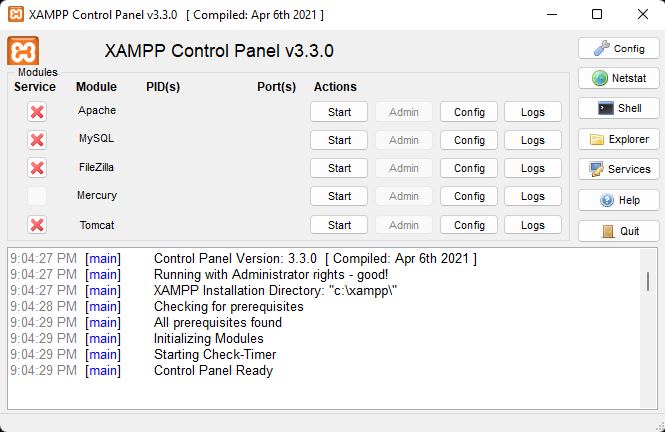 XAMPP Control Panel v3.3.0 [ Compiled: Apr 6th 2021 ]
XAMPP Control Panel v3.3.0
Config
Modules
Service Module PID(s) Port(s) Actions
Netstat
Apache Start Admin Config Logs
Shell
MySQL Start Admin Config Logs
Explorer
FileZilla Start Admin Config Logs
Services
Mercury Start Admin Config Logs
Help
Tomcat Start Admin Config Logs
Quit
9:04:27 PM [main] Control Panel Version: 3.3.0 [ Compiled: Apr 6th 2021 ]
9:04:27 PM [main] Running with Administrator rights - good!
9:04:27 PM [main] XAMPP Installation Directory: "c:\xampp\"
9:04:28 PM [main] Checking for prerequisites
9:04:29 PM [main] All prerequisites found
9:04:29 PM [main] Initializing Modules
9:04:29 PM [main] Starting Check-Timer
9:04:29 PM [main] Control Panel Ready